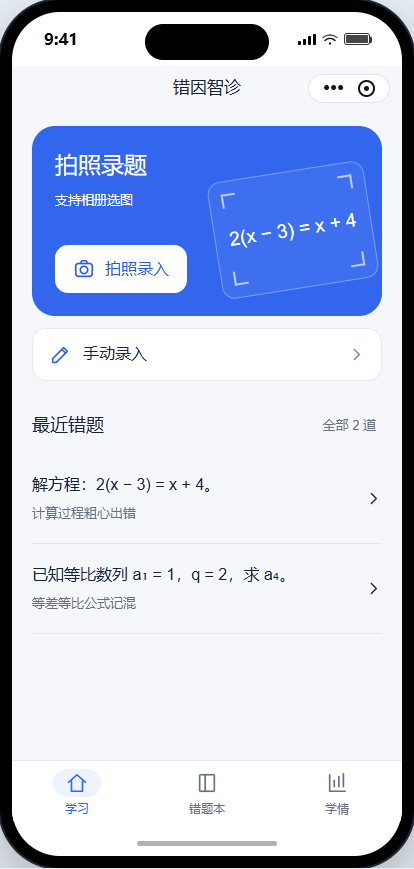 9:41
错因智诊
拍照录题
支持相册选图
2(x − 3) = x + 4
拍照录入
手动录入
最近错题
全部 2 道
解方程：2(x − 3) = x + 4。
计算过程粗心出错
已知等比数列 a₁ = 1，q = 2，求 a₄。
等差等比公式记混
学习
错题本
学情